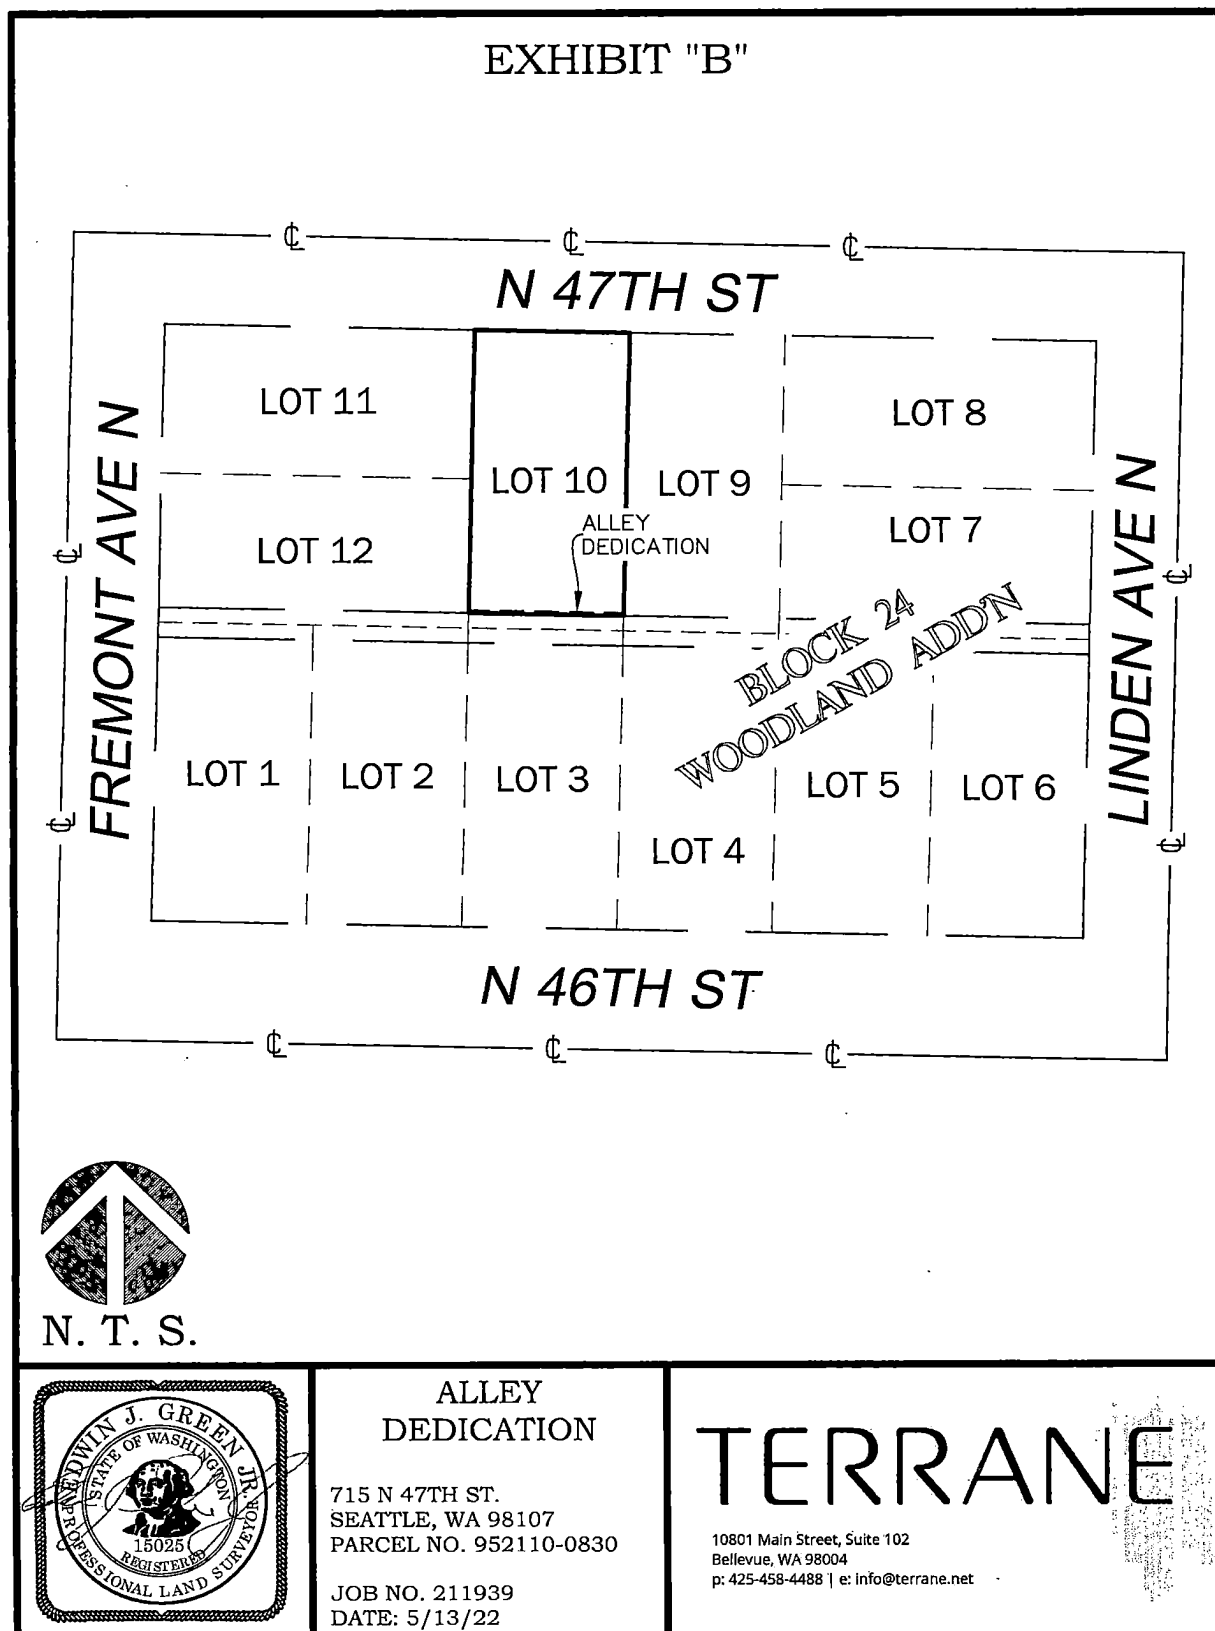 EXHIBIT "B"
N 47TH ST
LOT 11
LOT 8
LOT 10
LOT 9
LOT 12
ALLEY
DEDICATION
LOT 7
FREMONT AVE N
LINDEN AVE N
BLOCK 24
WOODLAND ADD'N
LOT 1
LOT 2
LOT 3
LOT 4
LOT 5
LOT 6
N 46TH ST
N. T. S.
EDWIN J. GREEN JR.
STATE OF WASHINGTON
15025
REGISTERED
PROFESSIONAL LAND SURVEYOR
ALLEY
DEDICATION
715 N 47TH ST.
SEATTLE, WA 98107
PARCEL NO. 952110-0830
JOB NO. 211939
DATE: 5/13/22
TERRANE
10801 Main Street, Suite 102
Bellevue, WA 98004
p: 425-458-4488 | e: info@terrane.net